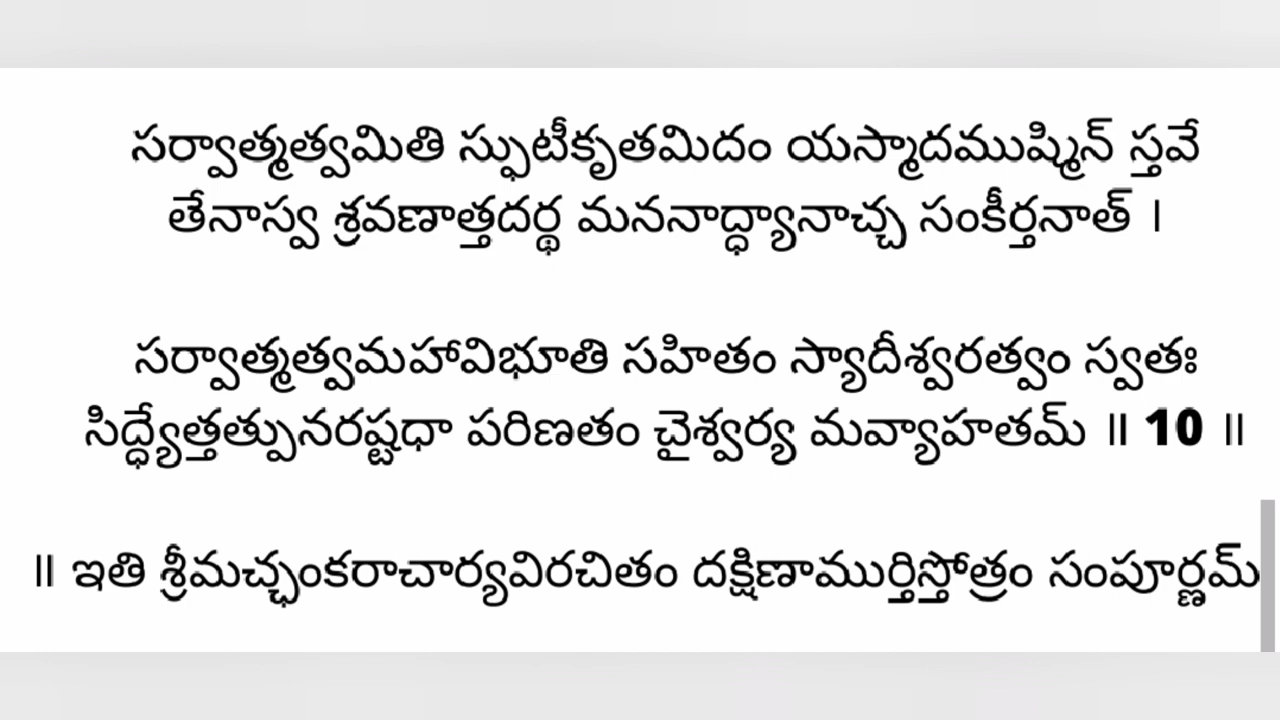 సర్వాత్మత్వమితి స్ఫుటీకృతమిదం యస్మాదముష్మిన్ స్తవే
తేనాస్వ శ్రవణాత్తదర్థ మననాద్ధ్యానాచ్చ సంకీర్తనాత్ ।
సర్వాత్మత్వమహావిభూతి సహితం స్యాదీశ్వరత్వం స్వతః
సిద్ధ్యేత్తత్పునరష్టధా పరిణతం చైశ్వర్య మవ్యాహతమ్ ॥ 10 ॥
॥ ఇతి శ్రీమచ్ఛంకరాచార్యవిరచితం దక్షిణాముర్తిస్తోత్రం సంపూర్ణమ్